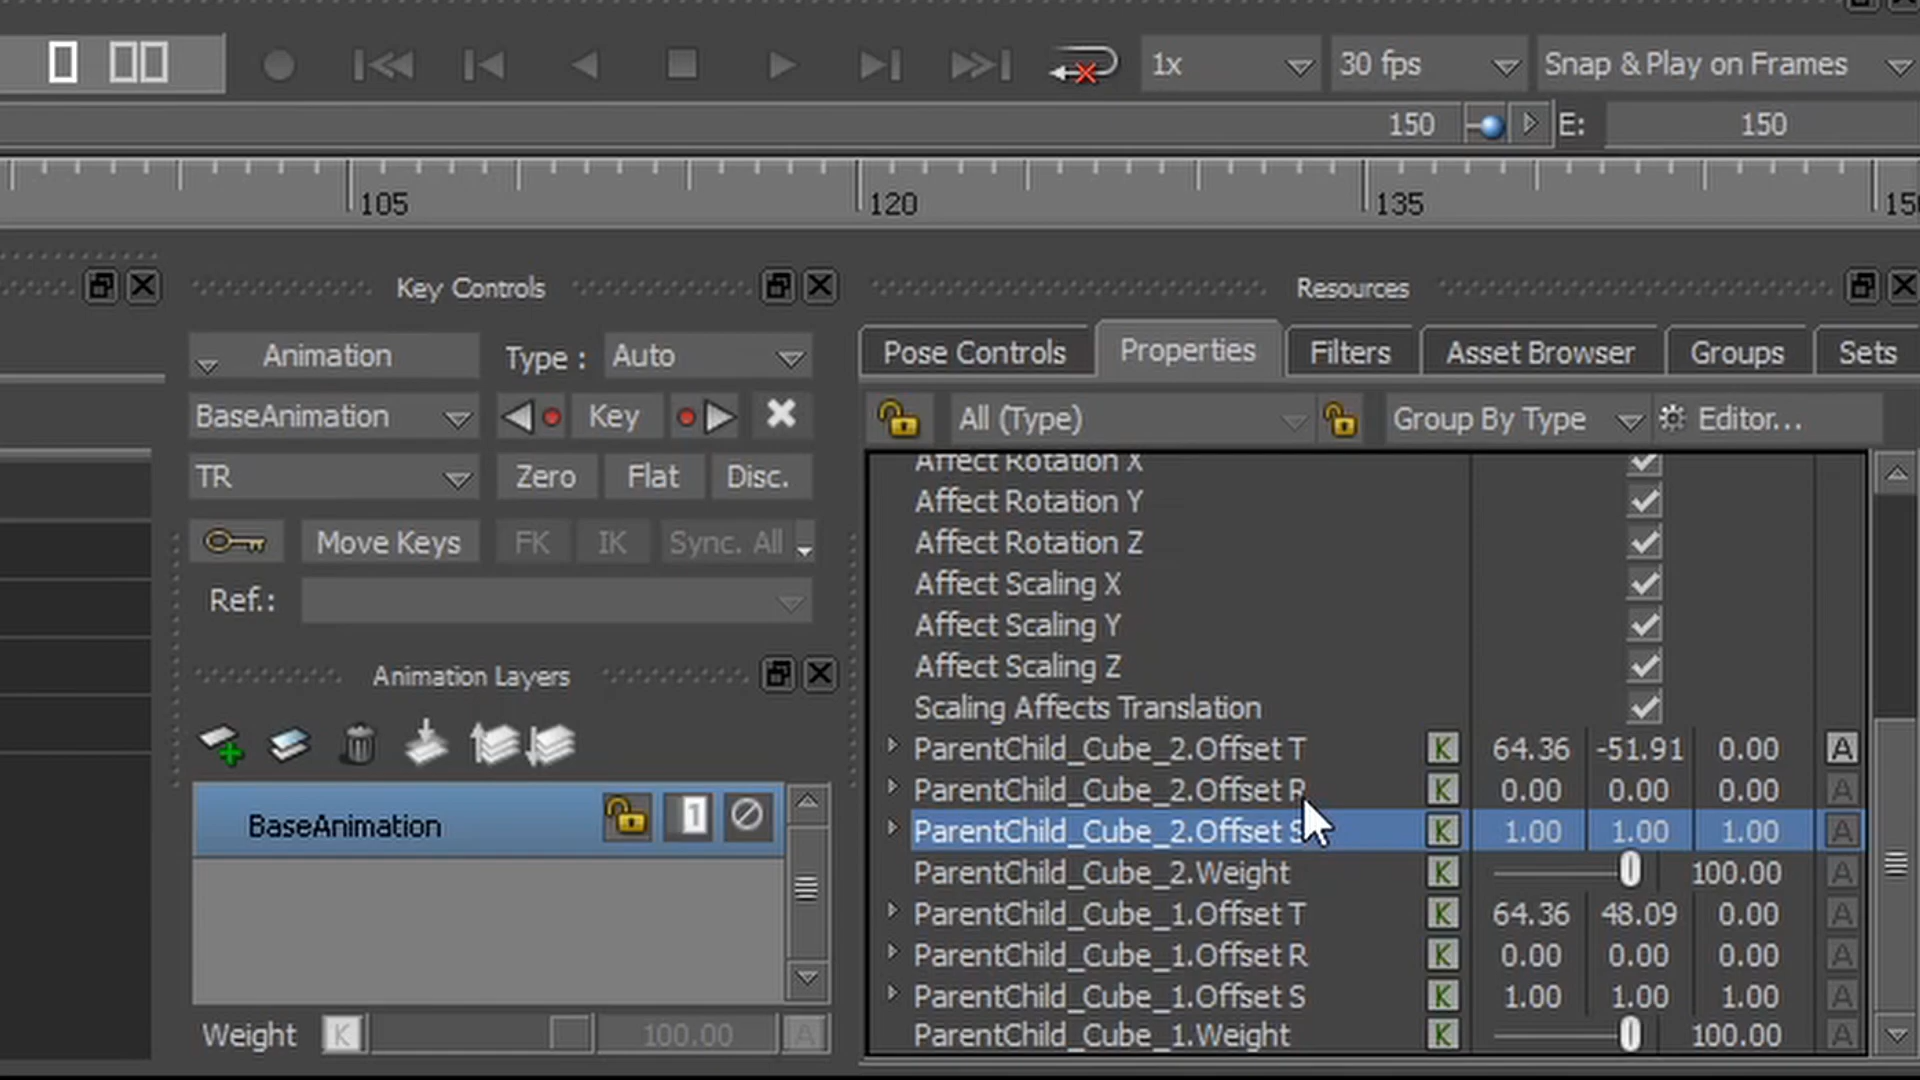 1x 30 fps Snap & Play on Frames
150 E: 150
105 120 135 15
Key Controls
Animation Type : Auto
BaseAnimation Key
TR Zero Flat Disc.
Move Keys FK IK Sync. All
Ref.:
Animation Layers
BaseAnimation 1
Weight K 100.00 A
Resources
Pose Controls Properties Filters Asset Browser Groups Sets
All (Type) Group By Type Editor...
Affect Rotation X
Affect Rotation Y
Affect Rotation Z
Affect Scaling X
Affect Scaling Y
Affect Scaling Z
Scaling Affects Translation
ParentChild_Cube_2.Offset T K 64.36 -51.91 0.00 A
ParentChild_Cube_2.Offset R K 0.00 0.00 0.00 A
ParentChild_Cube_2.Offset S K 1.00 1.00 1.00 A
ParentChild_Cube_2.Weight K 100.00 A
ParentChild_Cube_1.Offset T K 64.36 48.09 0.00 A
ParentChild_Cube_1.Offset R K 0.00 0.00 0.00 A
ParentChild_Cube_1.Offset S K 1.00 1.00 1.00 A
ParentChild_Cube_1.Weight K 100.00 A